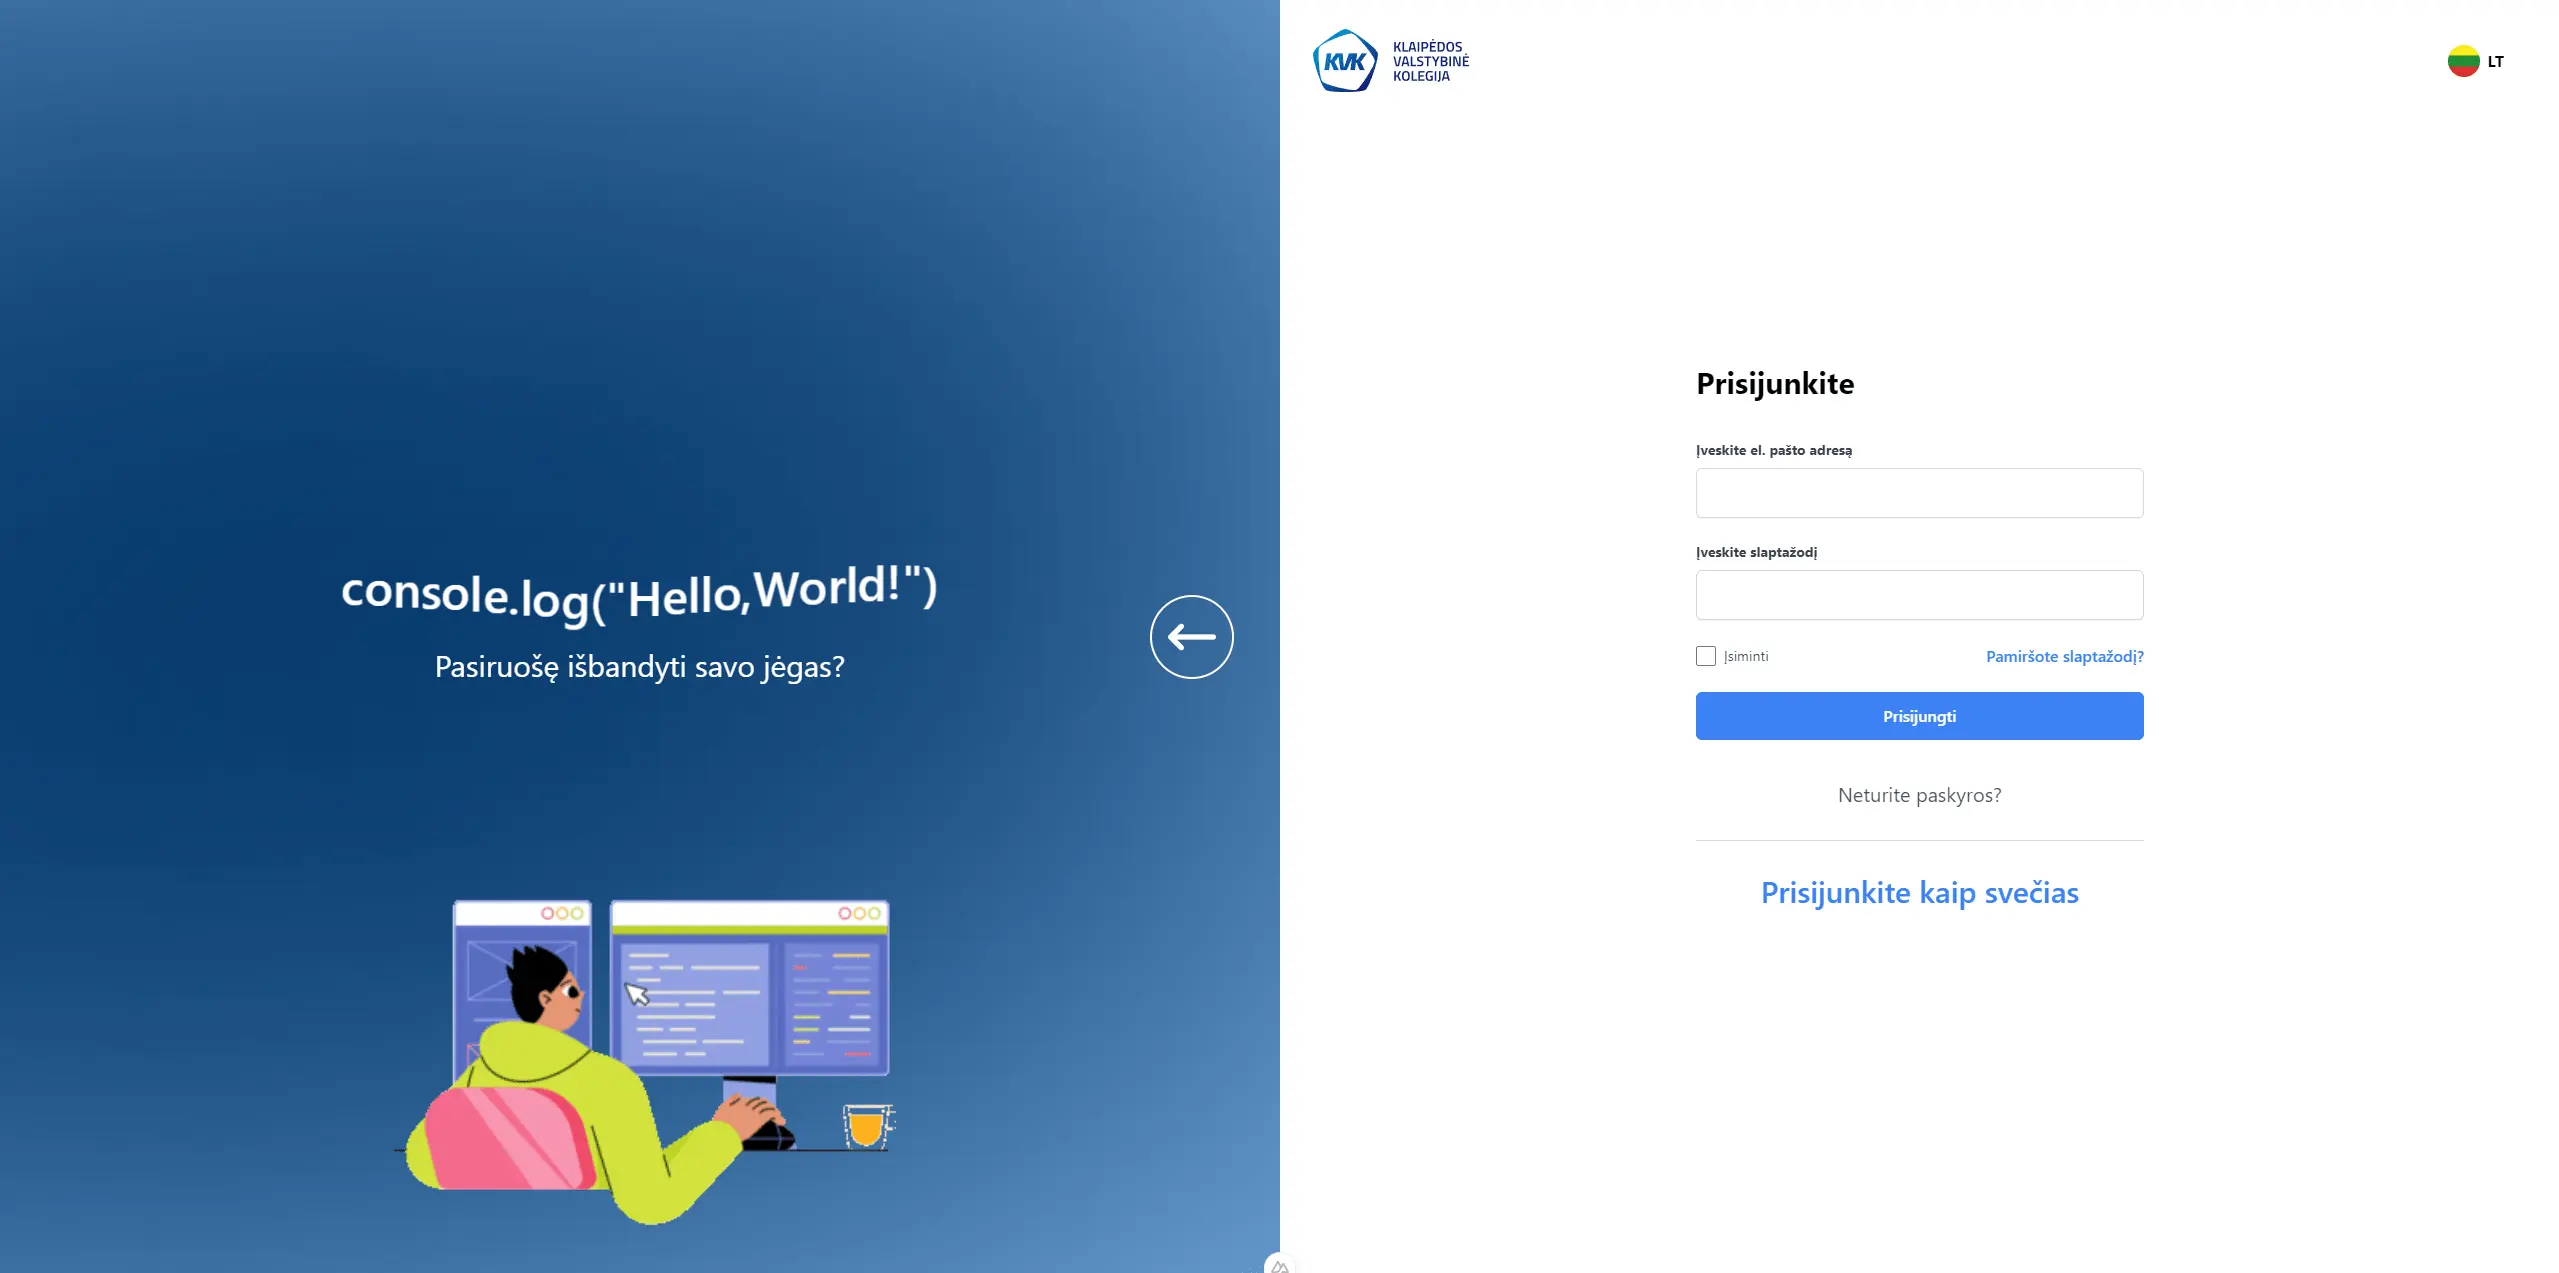 console.log("Hello,World!")
Pasiruošę išbandyti savo jėgas?
KVK
KLAIPĖDOS
VALSTYBINĖ
KOLEGIJA
LT
Prisijunkite
Įveskite el. pašto adresą
Įveskite slaptažodį
Įsiminti
Pamiršote slaptažodį?
Prisijungti
Neturite paskyros?
Prisijunkite kaip svečias